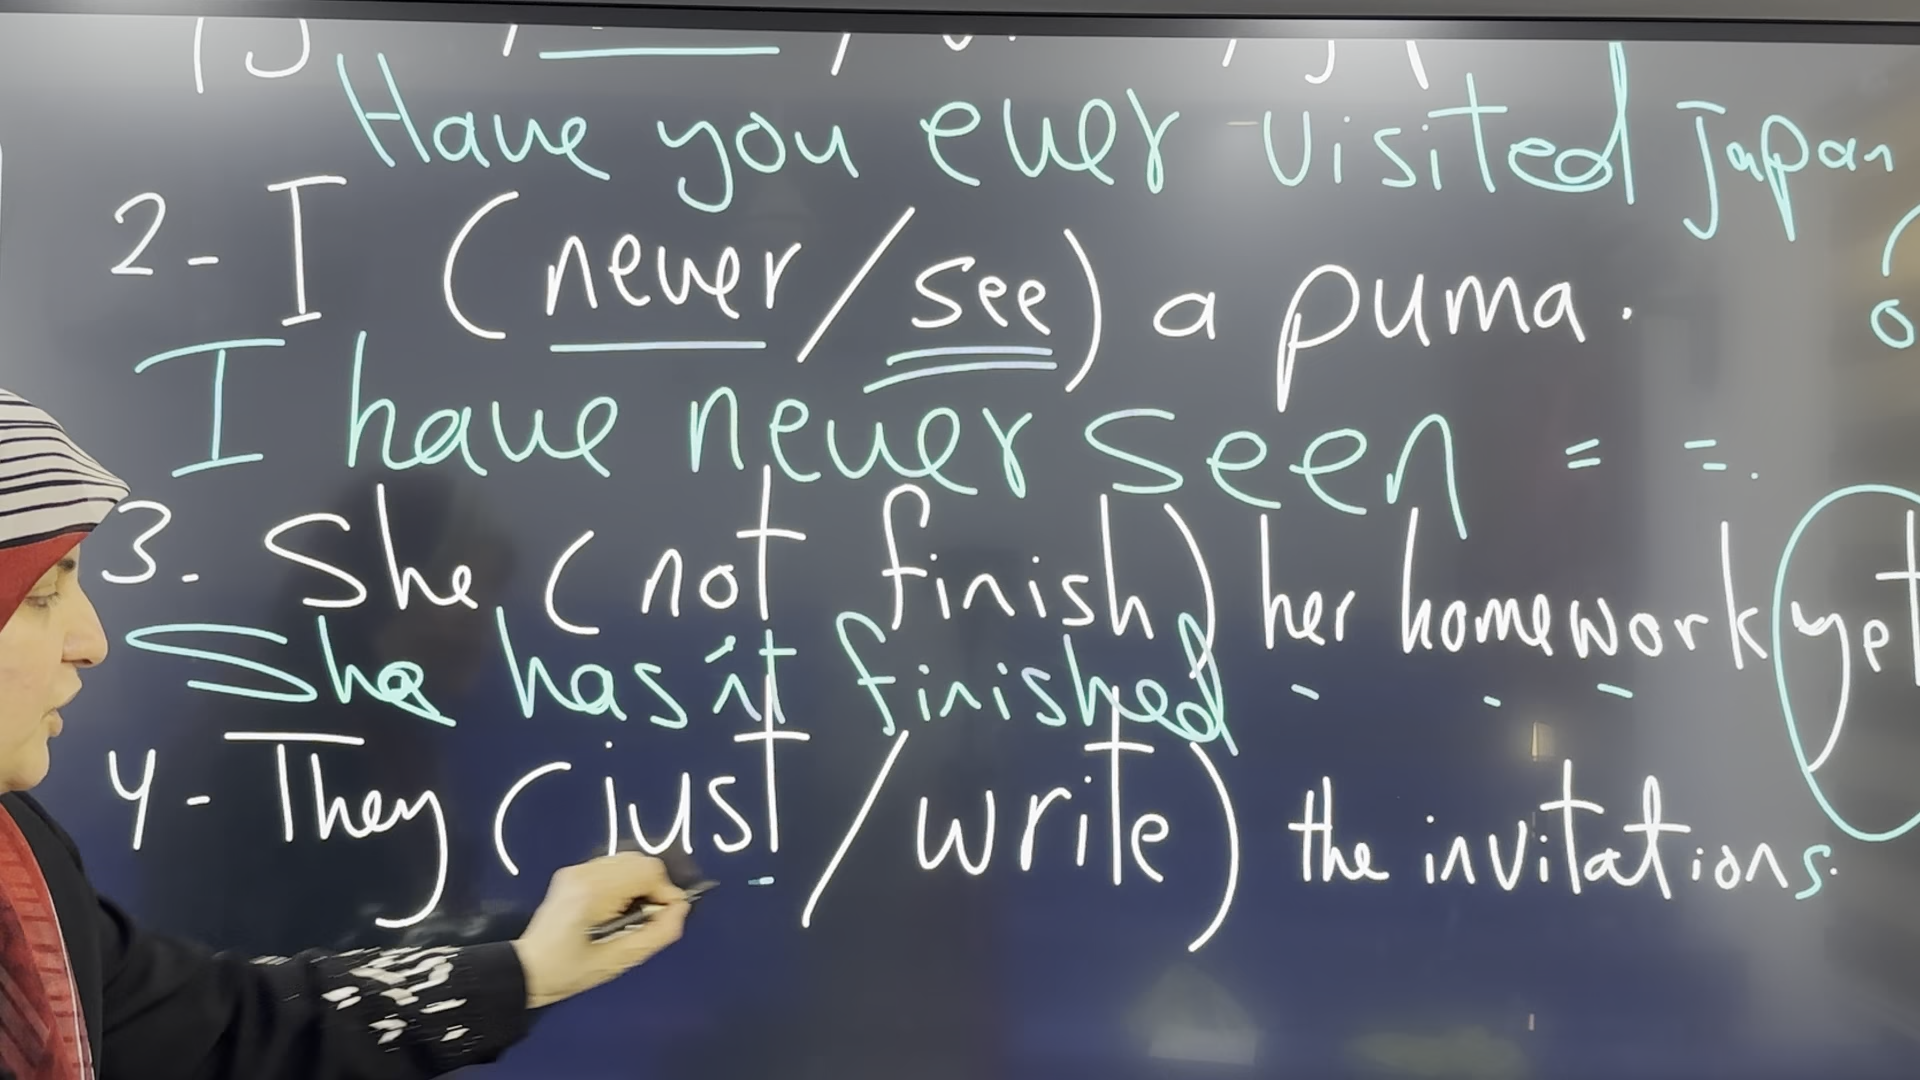 Have you ever visited Japan
2- I (never/see) a puma.
I have never seen = =.
3- She (not finish) her homework yet
She hasn't finished - - -
4- They (just/write) the invitations.